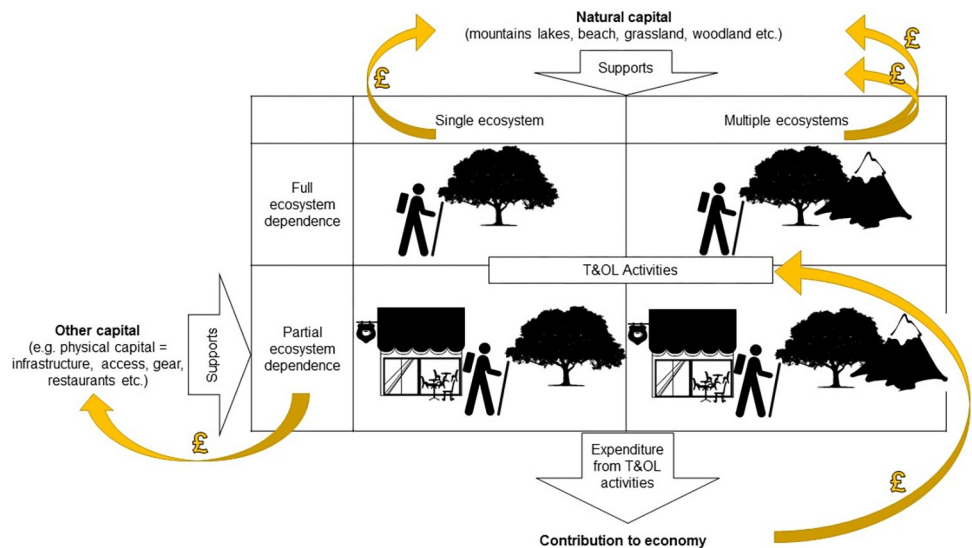 Natural capital
(mountains lakes, beach, grassland, woodland etc.)
£
£
£
Supports
Single ecosystem
Multiple ecosystems
Full
ecosystem
dependence
T&OL Activities
Other capital
(e.g. physical capital =
infrastructure, access, gear,
restaurants etc.)
Supports
Partial
ecosystem
dependence
£
Expenditure
from T&OL
activities
£
Contribution to economy